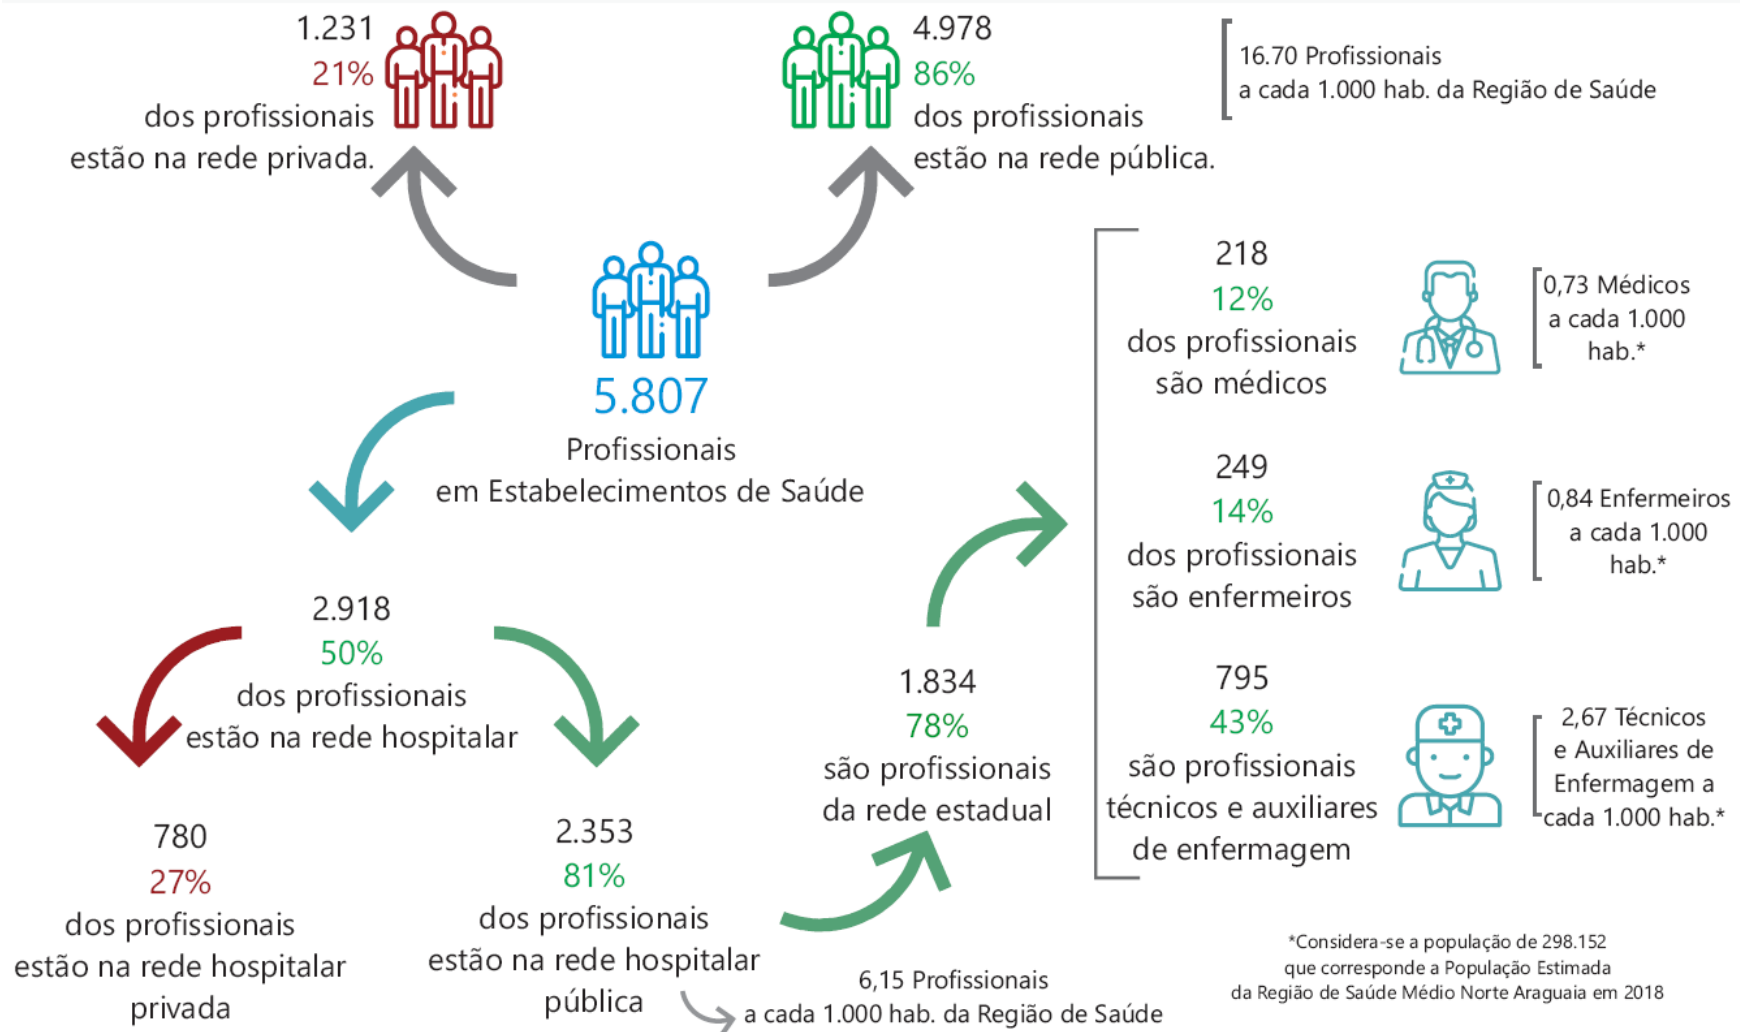 1.231
21%
dos profissionais
estão na rede privada.
4.978
86%
dos profissionais
estão na rede pública.
16.70 Profissionais
a cada 1.000 hab. da Região de Saúde
5.807
Profissionais
em Estabelecimentos de Saúde
2.918
50%
dos profissionais
estão na rede hospitalar
780
27%
dos profissionais
estão na rede hospitalar
privada
2.353
81%
dos profissionais
estão na rede hospitalar
pública
6,15 Profissionais
a cada 1.000 hab. da Região de Saúde
1.834
78%
são profissionais
da rede estadual
218
12%
dos profissionais
são médicos
0,73 Médicos
a cada 1.000
hab.*
249
14%
dos profissionais
são enfermeiros
0,84 Enfermeiros
a cada 1.000
hab.*
795
43%
são profissionais
técnicos e auxiliares
de enfermagem
2,67 Técnicos
e Auxiliares de
Enfermagem a
cada 1.000 hab.*
*Considera-se a população de 298.152
que corresponde a População Estimada
da Região de Saúde Médio Norte Araguaia em 2018